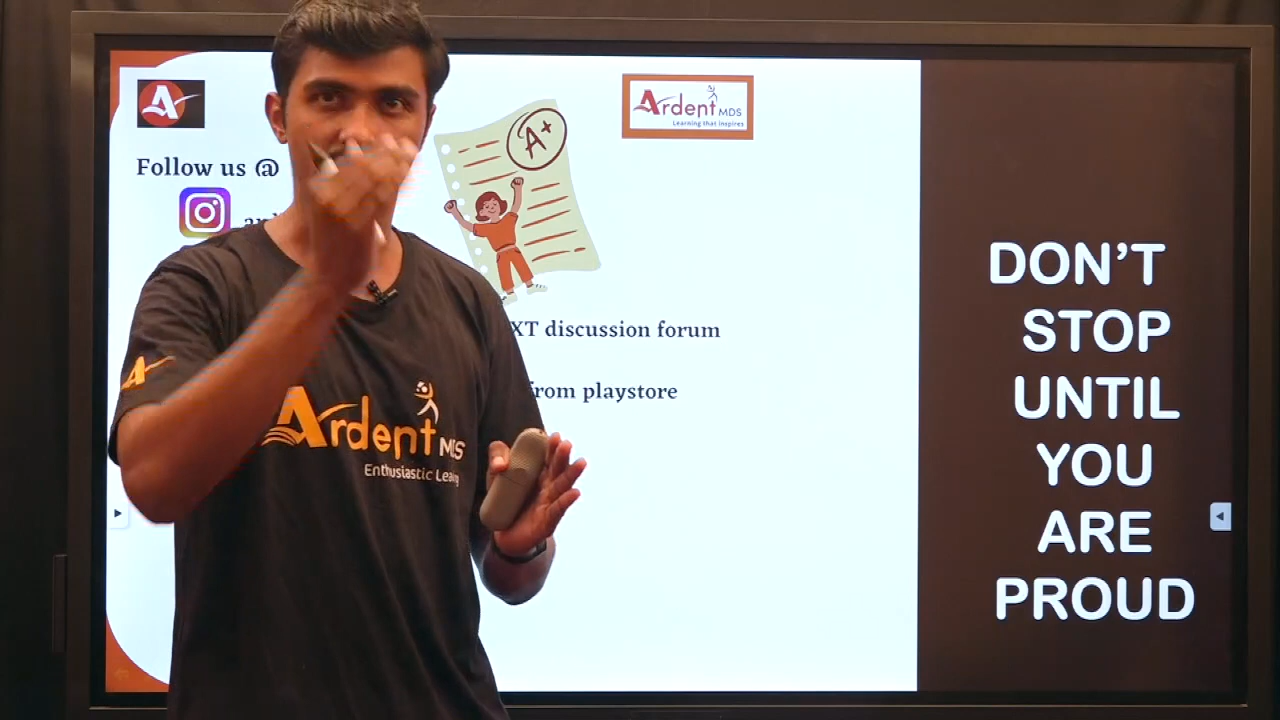 Follow us @
A+
Ardent MDS
Learning that inspires
XT discussion forum
from playstore
Ardent MDS
Enthusiastic
DON'T
STOP
UNTIL
YOU
ARE
PROUD